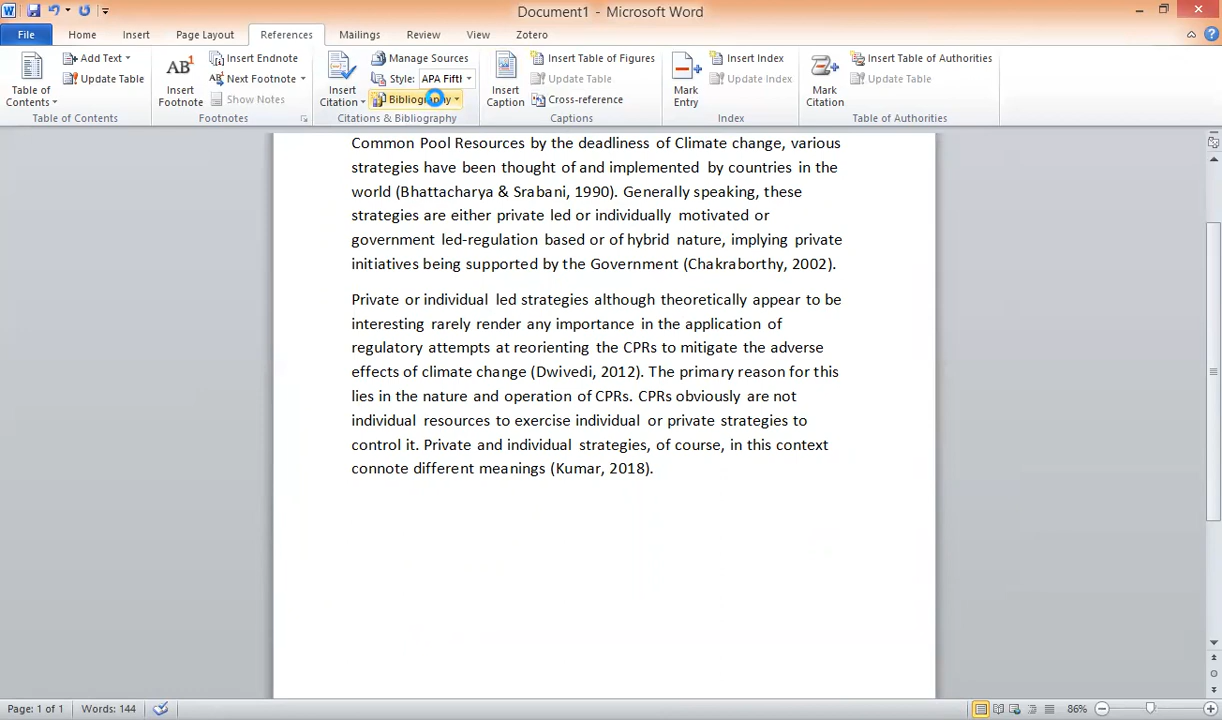 Document1 - Microsoft Word
File Home Insert Page Layout References Mailings Review View Zotero
Table of Contents
Add Text
Update Table
Table of Contents
AB¹ Insert Footnote
Insert Endnote
Next Footnote
Show Notes
Footnotes
Insert Citation
Manage Sources
Style: APA Fifth
Bibliography
Citations & Bibliography
Insert Caption
Insert Table of Figures
Update Table
Cross-reference
Captions
Mark Entry
Insert Index
Update Index
Index
Mark Citation
Insert Table of Authorities
Update Table
Table of Authorities
Common Pool Resources by the deadliness of Climate change, various
strategies have been thought of and implemented by countries in the
world (Bhattacharya & Srabani, 1990). Generally speaking, these
strategies are either private led or individually motivated or
government led-regulation based or of hybrid nature, implying private
initiatives being supported by the Government (Chakraborthy, 2002).
Private or individual led strategies although theoretically appear to be
interesting rarely render any importance in the application of
regulatory attempts at reorienting the CPRs to mitigate the adverse
effects of climate change (Dwivedi, 2012). The primary reason for this
lies in the nature and operation of CPRs. CPRs obviously are not
individual resources to exercise individual or private strategies to
control it. Private and individual strategies, of course, in this context
connote different meanings (Kumar, 2018).
Page: 1 of 1 Words: 144 86%